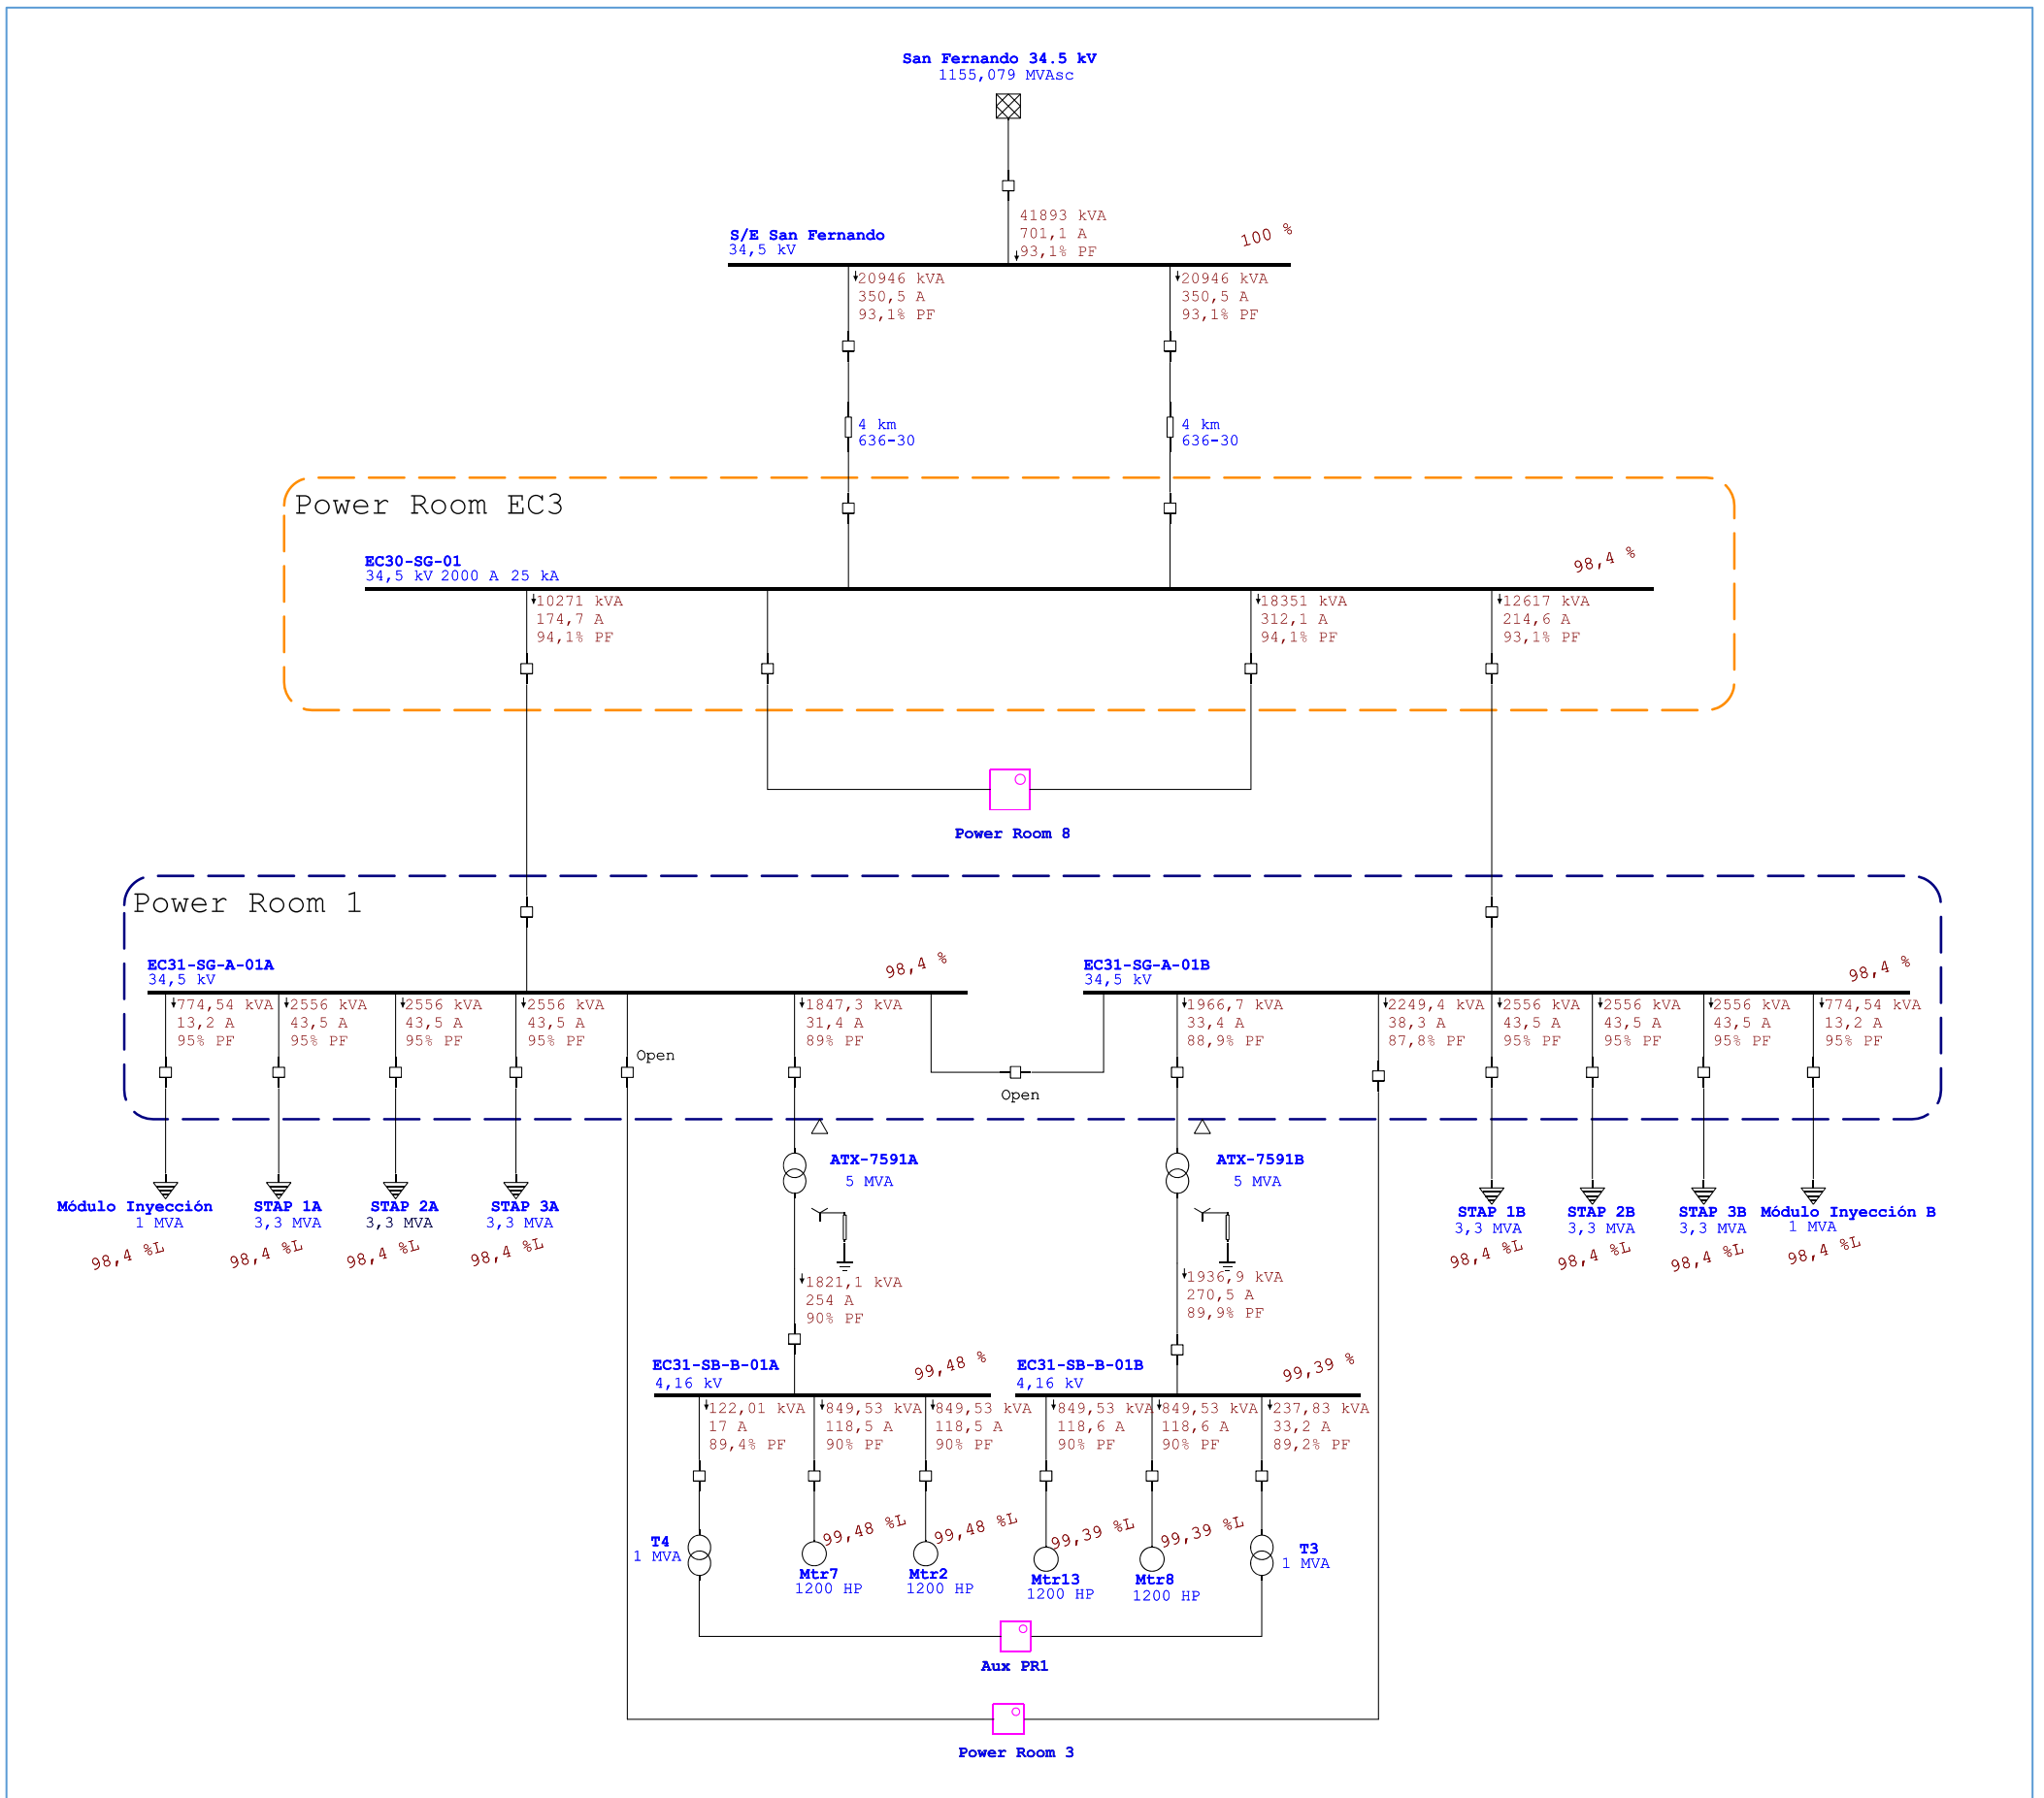 San Fernando 34.5 kV
1155,079 MVAsc
41893 kVA
701,1 A
93,1% PF
100 %
S/E San Fernando
34,5 kV
20946 kVA
350,5 A
93,1% PF
20946 kVA
350,5 A
93,1% PF
4 km
636-30
4 km
636-30
Power Room EC3
EC30-SG-01
34,5 kV 2000 A 25 kA
98,4 %
10271 kVA
174,7 A
94,1% PF
18351 kVA
312,1 A
94,1% PF
12617 kVA
214,6 A
93,1% PF
Power Room 8
Power Room 1
EC31-SG-A-01A
34,5 kV
98,4 %
EC31-SG-A-01B
34,5 kV
98,4 %
774,54 kVA
13,2 A
95% PF
2556 kVA
43,5 A
95% PF
2556 kVA
43,5 A
95% PF
2556 kVA
43,5 A
95% PF
Open
1847,3 kVA
31,4 A
89% PF
Open
1966,7 kVA
33,4 A
88,9% PF
2249,4 kVA
38,3 A
87,8% PF
2556 kVA
43,5 A
95% PF
2556 kVA
43,5 A
95% PF
2556 kVA
43,5 A
95% PF
774,54 kVA
13,2 A
95% PF
Módulo Inyección
1 MVA
98,4 %L
STAP 1A
3,3 MVA
98,4 %L
STAP 2A
3,3 MVA
98,4 %L
STAP 3A
3,3 MVA
98,4 %L
ATX-7591A
5 MVA
ATX-7591B
5 MVA
STAP 1B
3,3 MVA
98,4 %L
STAP 2B
3,3 MVA
98,4 %L
STAP 3B
3,3 MVA
98,4 %L
Módulo Inyección B
1 MVA
98,4 %L
1821,1 kVA
254 A
90% PF
1936,9 kVA
270,5 A
89,9% PF
EC31-SB-B-01A
4,16 kV
99,48 %
EC31-SB-B-01B
4,16 kV
99,39 %
122,01 kVA
17 A
89,4% PF
849,53 kVA
118,5 A
90% PF
849,53 kVA
118,5 A
90% PF
849,53 kVA
118,6 A
90% PF
849,53 kVA
118,6 A
90% PF
237,83 kVA
33,2 A
89,2% PF
T4
1 MVA
99,48 %L
Mtr7
1200 HP
99,48 %L
Mtr2
1200 HP
99,39 %L
Mtr13
1200 HP
99,39 %L
Mtr8
1200 HP
T3
1 MVA
Aux PR1
Power Room 3